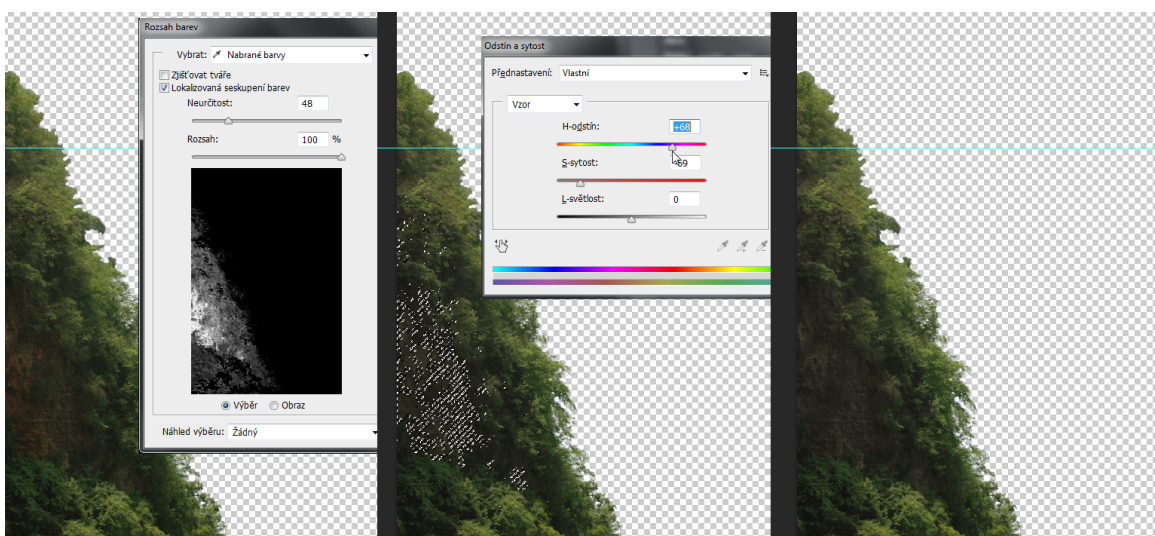 Rozsah barev
Vybrat: Nabrané barvy
Zjišťovat tváře
Lokalizovaná seskupení barev
Neurčitost: 48
Rozsah: 100 %
Výběr Obraz
Náhled výběru: Žádný
Odstín a sytost
Přednastavení: Vlastní
Vzor
H-odstín: +68
S-sytost: -69
L-světlost: 0